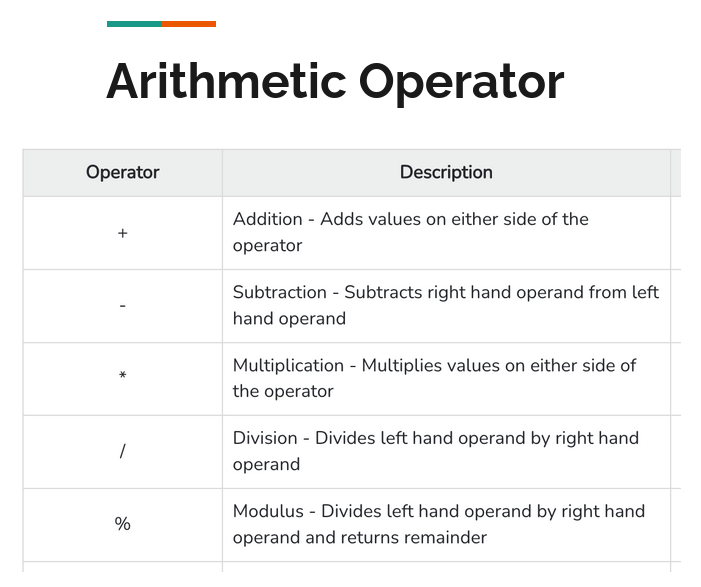 Arithmetic Operator
Operator Description
+ Addition - Adds values on either side of the
operator
- Subtraction - Subtracts right hand operand from left
hand operand
* Multiplication - Multiplies values on either side of
the operator
/ Division - Divides left hand operand by right hand
operand
% Modulus - Divides left hand operand by right hand
operand and returns remainder